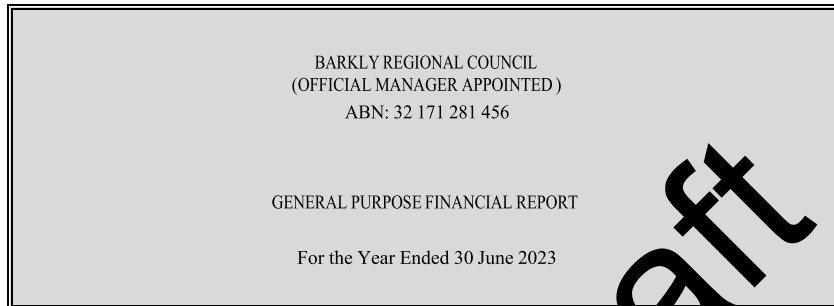 BARKLY REGIONAL COUNCIL
(OFFICIAL MANAGER APPOINTED )
ABN: 32 171 281 456
GENERAL PURPOSE FINANCIAL REPORT
For the Year Ended 30 June 2023
aft